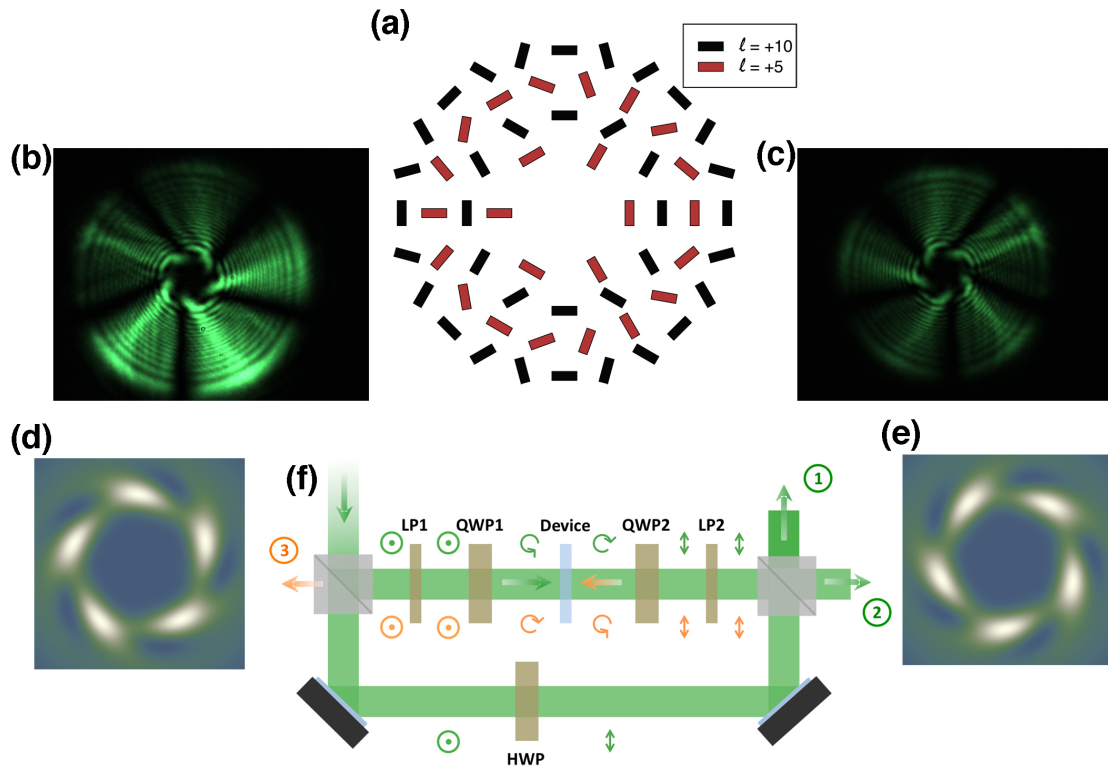 (a)
ℓ = +10
ℓ = +5
(b)
(c)
(d)
(e)
(f)
LP1
QWP1
Device
QWP2
LP2
1
3
2
HWP